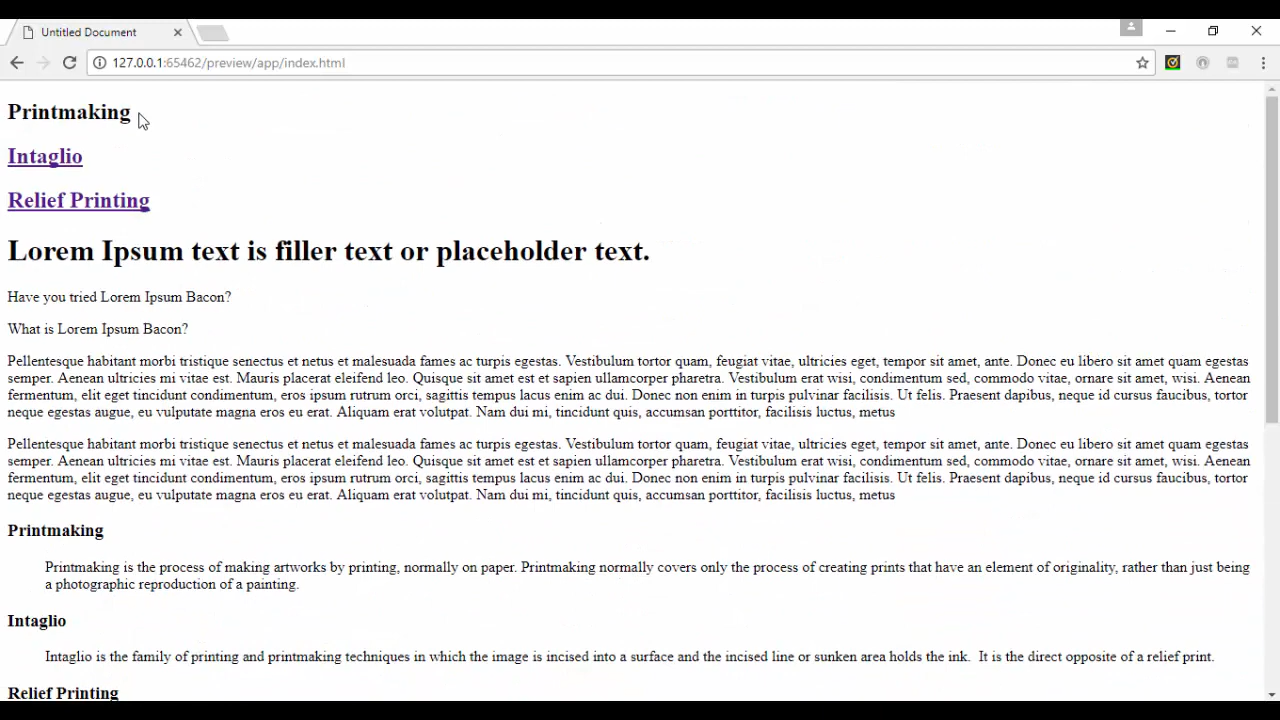 Untitled Document
127.0.0.1:65462/preview/app/index.html
Printmaking
Intaglio
Relief Printing
Lorem Ipsum text is filler text or placeholder text.
Have you tried Lorem Ipsum Bacon?
What is Lorem Ipsum Bacon?
Pellentesque habitant morbi tristique senectus et netus et malesuada fames ac turpis egestas. Vestibulum tortor quam, feugiat vitae, ultricies eget, tempor sit amet, ante. Donec eu libero sit amet quam egestas
semper. Aenean ultricies mi vitae est. Mauris placerat eleifend leo. Quisque sit amet est et sapien ullamcorper pharetra. Vestibulum erat wisi, condimentum sed, commodo vitae, ornare sit amet, wisi. Aenean
fermentum, elit eget tincidunt condimentum, eros ipsum rutrum orci, sagittis tempus lacus enim ac dui. Donec non enim in turpis pulvinar facilisis. Ut felis. Praesent dapibus, neque id cursus faucibus, tortor
neque egestas augue, eu vulputate magna eros eu erat. Aliquam erat volutpat. Nam dui mi, tincidunt quis, accumsan porttitor, facilisis luctus, metus
Pellentesque habitant morbi tristique senectus et netus et malesuada fames ac turpis egestas. Vestibulum tortor quam, feugiat vitae, ultricies eget, tempor sit amet, ante. Donec eu libero sit amet quam egestas
semper. Aenean ultricies mi vitae est. Mauris placerat eleifend leo. Quisque sit amet est et sapien ullamcorper pharetra. Vestibulum erat wisi, condimentum sed, commodo vitae, ornare sit amet, wisi. Aenean
fermentum, elit eget tincidunt condimentum, eros ipsum rutrum orci, sagittis tempus lacus enim ac dui. Donec non enim in turpis pulvinar facilisis. Ut felis. Praesent dapibus, neque id cursus faucibus, tortor
neque egestas augue, eu vulputate magna eros eu erat. Aliquam erat volutpat. Nam dui mi, tincidunt quis, accumsan porttitor, facilisis luctus, metus
Printmaking
Printmaking is the process of making artworks by printing, normally on paper. Printmaking normally covers only the process of creating prints that have an element of originality, rather than just being
a photographic reproduction of a painting.
Intaglio
Intaglio is the family of printing and printmaking techniques in which the image is incised into a surface and the incised line or sunken area holds the ink.  It is the direct opposite of a relief print.
Relief Printing